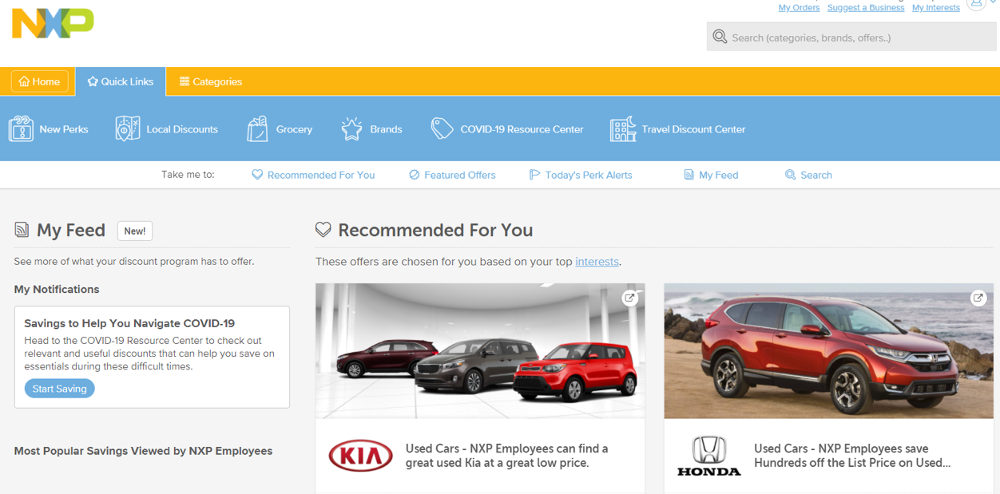 My Orders Suggest a Business My Interests
NXP
Search (categories, brands, offers..)
Home Quick Links Categories
New Perks Local Discounts Grocery Brands COVID-19 Resource Center Travel Discount Center
Take me to: Recommended For You Featured Offers Today's Perk Alerts My Feed Search
My Feed New!
See more of what your discount program has to offer.
My Notifications
Savings to Help You Navigate COVID-19
Head to the COVID-19 Resource Center to check out
relevant and useful discounts that can help you save on
essentials during these difficult times.
Start Saving
Most Popular Savings Viewed by NXP Employees
Recommended For You
These offers are chosen for you based on your top interests.
KIA
Used Cars - NXP Employees can find a
great used Kia at a great low price.
HONDA
Used Cars - NXP Employees save
Hundreds off the List Price on Used...